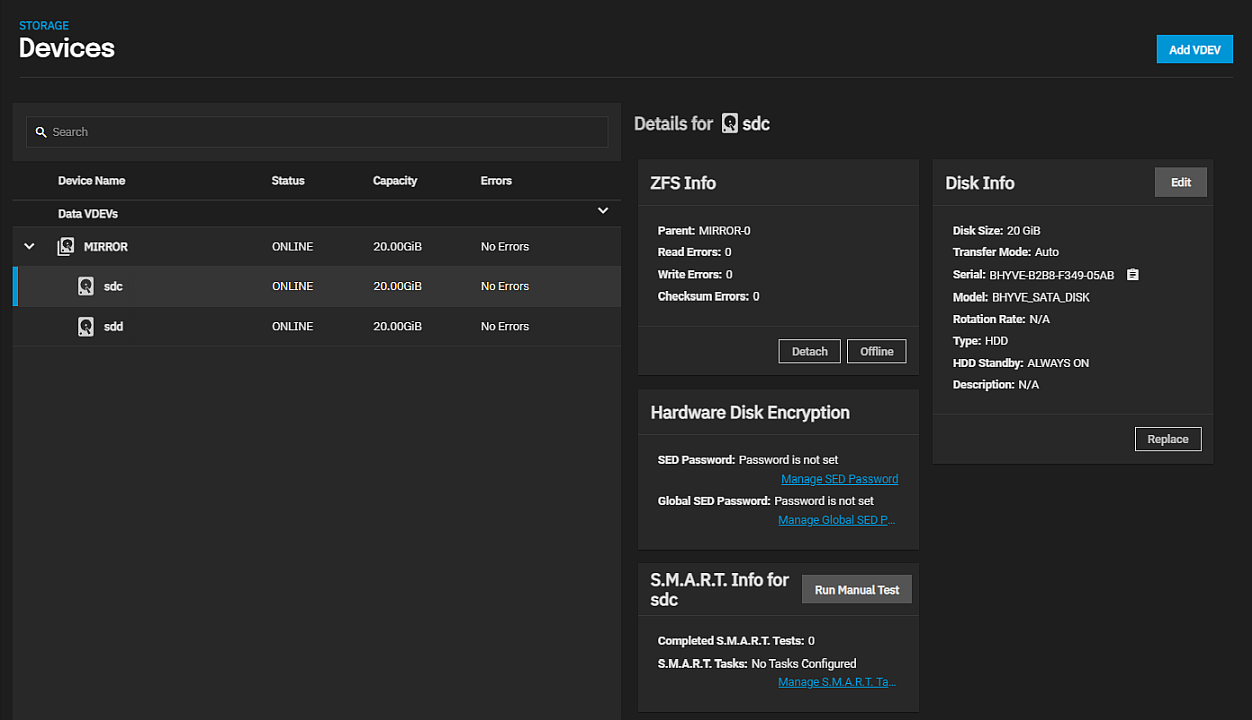 STORAGE
Devices
Add VDEV
Search
Device Name Status Capacity Errors
Data VDEVs
MIRROR ONLINE 20.00GiB No Errors
sdc ONLINE 20.00GiB No Errors
sdd ONLINE 20.00GiB No Errors
Details for sdc
ZFS Info
Parent: MIRROR-0
Read Errors: 0
Write Errors: 0
Checksum Errors: 0
Detach Offline
Hardware Disk Encryption
SED Password: Password is not set
Manage SED Password
Global SED Password: Password is not set
Manage Global SED P...
S.M.A.R.T. Info for
sdc
Run Manual Test
Completed S.M.A.R.T. Tests: 0
S.M.A.R.T. Tasks: No Tasks Configured
Manage S.M.A.R.T. Ta...
Disk Info
Edit
Disk Size: 20 GiB
Transfer Mode: Auto
Serial: BHYVE-B2B8-F349-05AB
Model: BHYVE_SATA_DISK
Rotation Rate: N/A
Type: HDD
HDD Standby: ALWAYS ON
Description: N/A
Replace